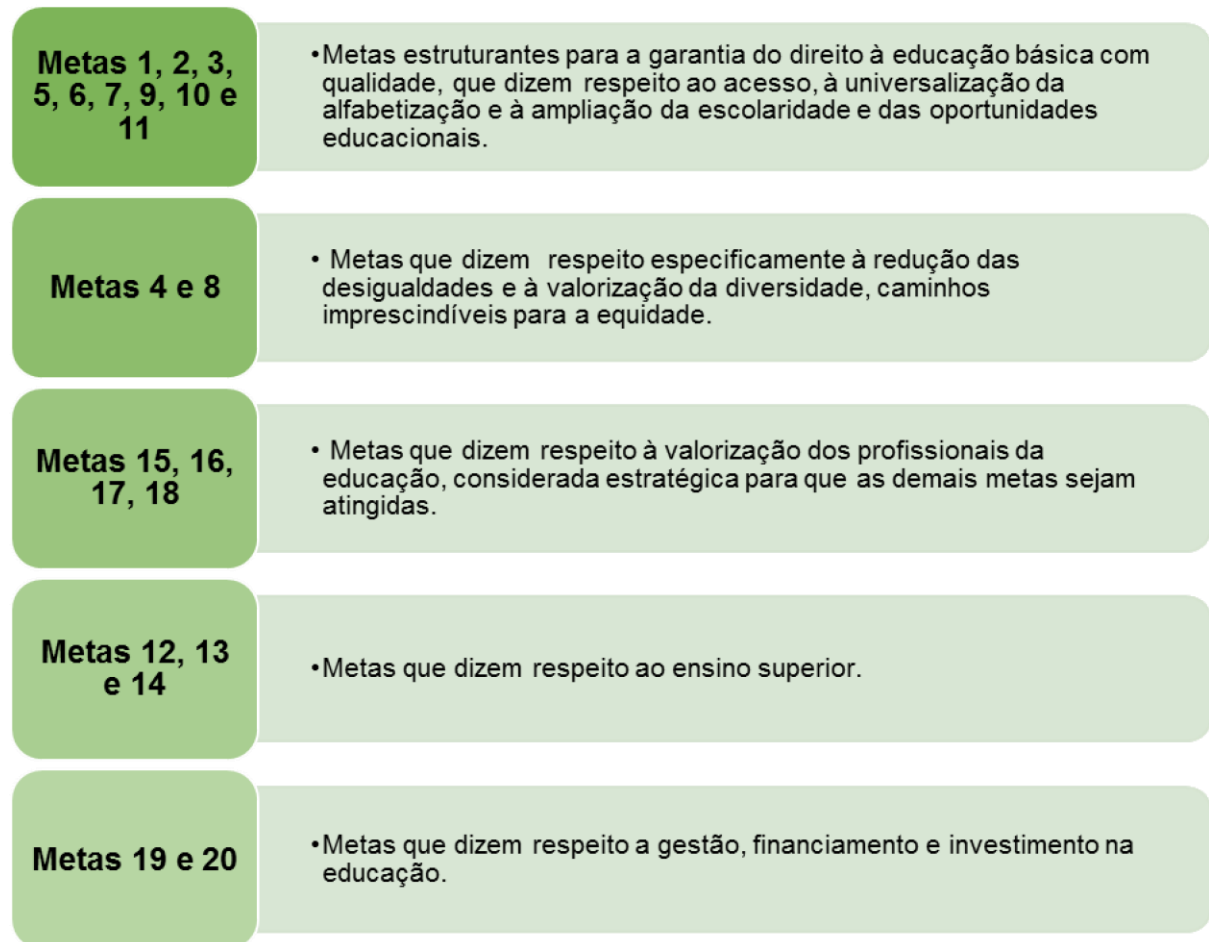 Metas 1, 2, 3,
5, 6, 7, 9, 10 e
11
•Metas estruturantes para a garantia do direito à educação básica com
qualidade, que dizem respeito ao acesso, à universalização da
alfabetização e à ampliação da escolaridade e das oportunidades
educacionais.
Metas 4 e 8
• Metas que dizem respeito especificamente à redução das
desigualdades e à valorização da diversidade, caminhos
imprescindíveis para a equidade.
Metas 15, 16,
17, 18
• Metas que dizem respeito à valorização dos profissionais da
educação, considerada estratégica para que as demais metas sejam
atingidas.
Metas 12, 13
e 14
•Metas que dizem respeito ao ensino superior.
Metas 19 e 20
•Metas que dizem respeito a gestão, financiamento e investimento na
educação.